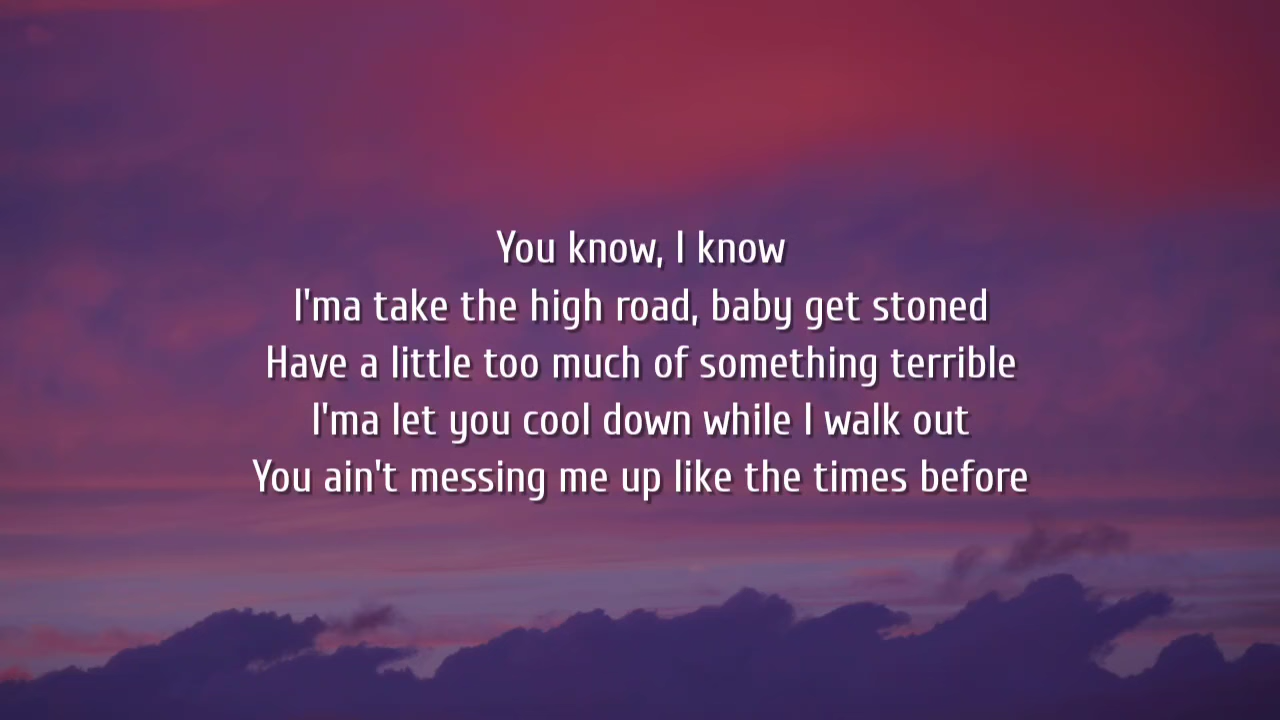 You know, I know
I'ma take the high road, baby get stoned
Have a little too much of something terrible
I'ma let you cool down while I walk out
You ain't messing me up like the times before